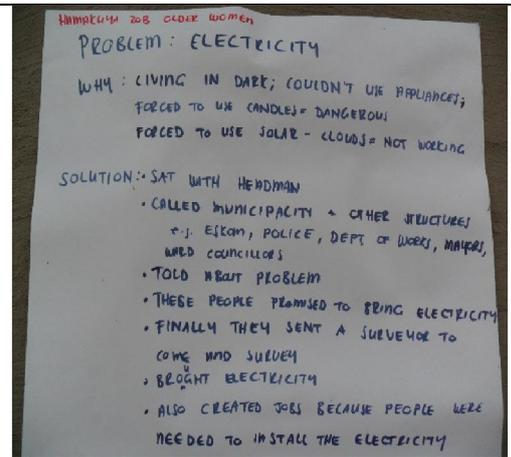 HAMAKUYA 20B OLDER WOMEN
PROBLEM: ELECTRICITY
WHY: LIVING IN DARK; COULDN'T USE APPLIANCES;
FORCED TO USE CANDLES = DANGEROUS
FORCED TO USE SOLAR - CLOUDS = NOT WORKING
SOLUTION: • SAT WITH HEADMAN
• CALLED MUNICIPALITY + OTHER STRUCTURES
e.g. ESKOM, POLICE, DEPT OF WORKS, MAYORS,
WARD COUNCILLORS
• TOLD ABOUT PROBLEM
• THESE PEOPLE PROMISED TO BRING ELECTRICITY
• FINALLY THEY SENT A SURVEYOR TO
COME AND SURVEY
• BROUGHT ELECTRICITY
• ALSO CREATED JOBS BECAUSE PEOPLE WERE
NEEDED TO INSTALL THE ELECTRICITY